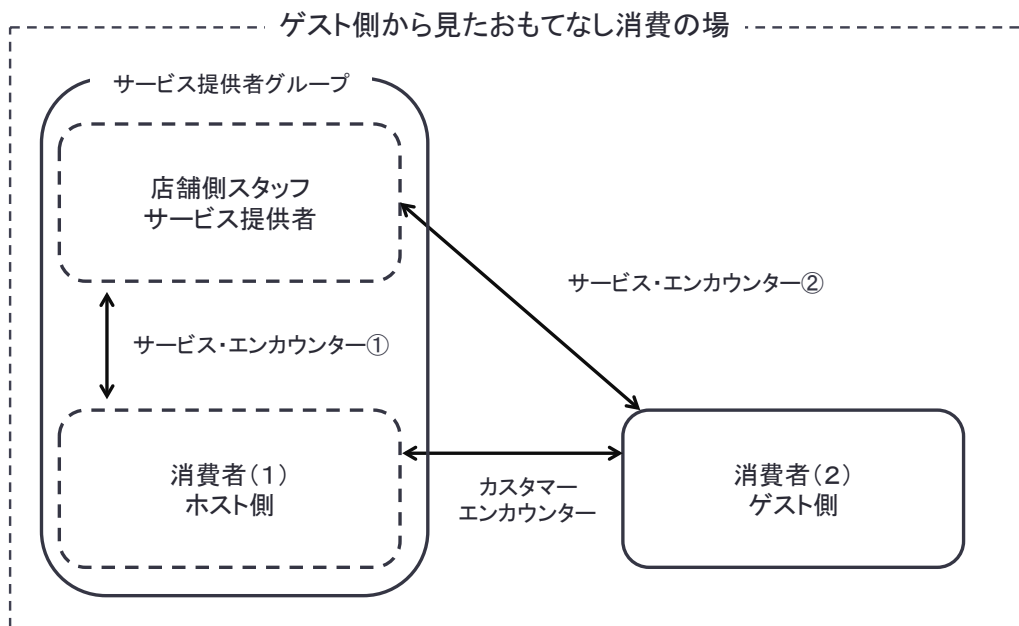 ゲスト側から見たおもてなし消費の場
サービス提供者グループ
店舗側スタッフ
サービス提供者
サービス・エンカウンター②
サービス・エンカウンター①
消費者(1)
ホスト側
カスタマー
エンカウンター
消費者(2)
ゲスト側